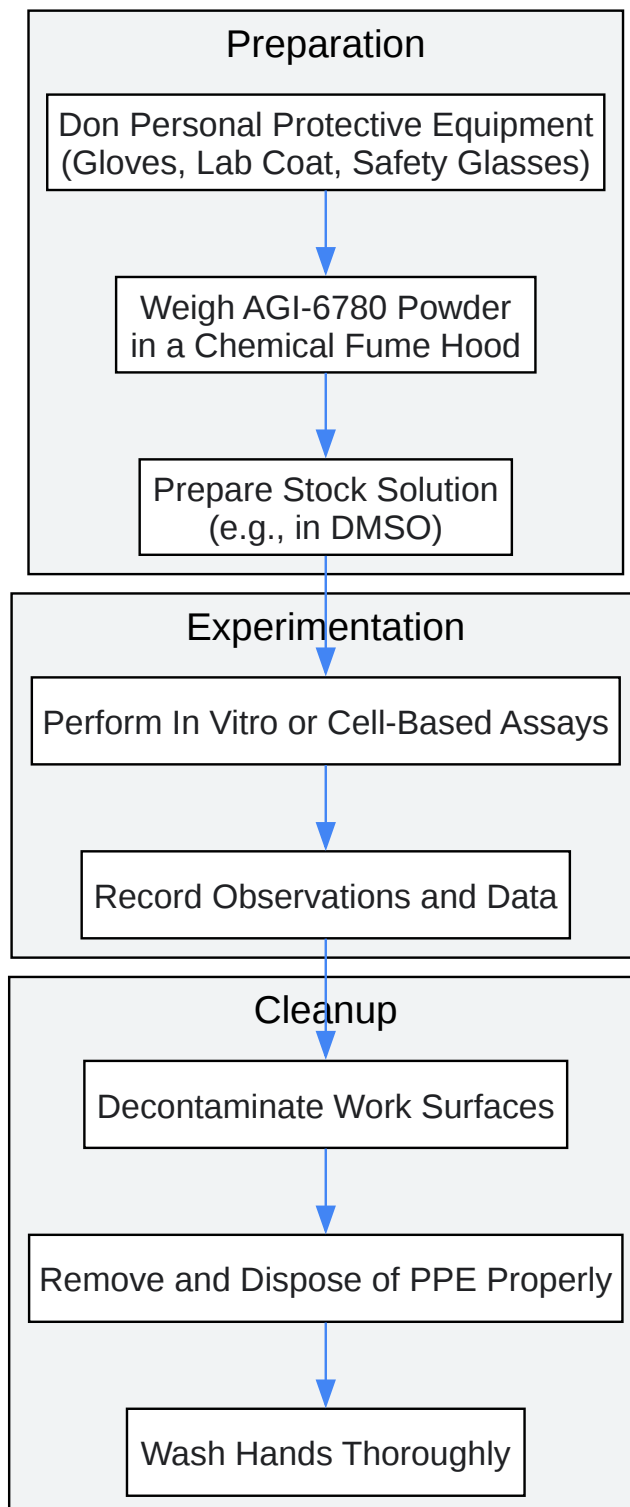 Preparation
Don Personal Protective Equipment
(Gloves, Lab Coat, Safety Glasses)
Weigh AGI-6780 Powder
in a Chemical Fume Hood
Prepare Stock Solution
(e.g., in DMSO)
Experimentation
Perform In Vitro or Cell-Based Assays
Record Observations and Data
Cleanup
Decontaminate Work Surfaces
Remove and Dispose of PPE Properly
Wash Hands Thoroughly